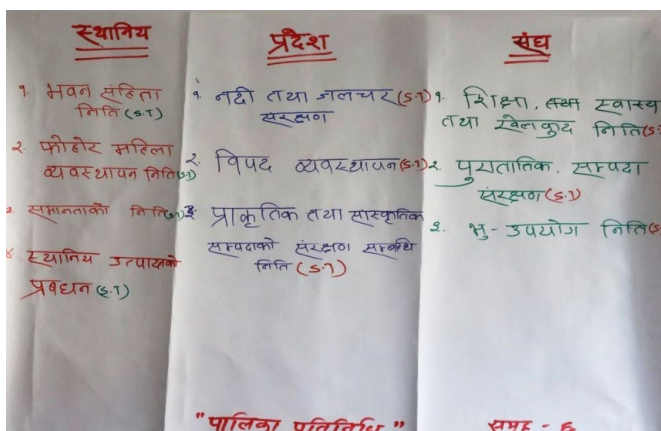 स्थानिय
१. भवन संहिता
निति (S.T)
२. फोहोर महिला
व्यवस्थापन निति (S.T)
३. समानताको निति (S.T)
४ स्थानिय उत्पादनको
प्रबधन (S.T)
प्रदेश
१ नदी तथा जलचर (S.T)
संरक्षण
२. विपद व्यवस्थापन (S.T)
३. प्राकृतिक तथा सास्कृतिक
सम्पदाको संरक्षण सम्बन्धि
निति (S.T)
संघ
१. शिक्षा, स्वास्थ
तथा खेलकुद निति (S.
२. पुरातातिक सम्पदा
संरक्षण (S.T)
३. भु-उपयोग निति (S
"पालिका प्रतिनिधि"
समुह - ६